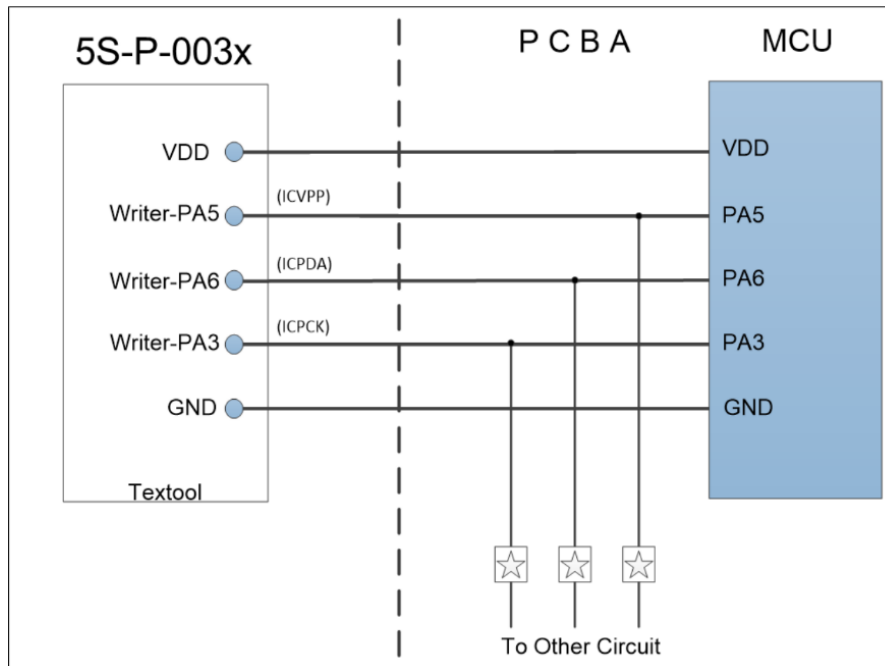 5S-P-003x
P C B A
MCU
VDD
VDD
Writer-PA5
(ICVPP)
PA5
Writer-PA6
(ICPDA)
PA6
Writer-PA3
(ICPCK)
PA3
GND
GND
Textool
To Other Circuit